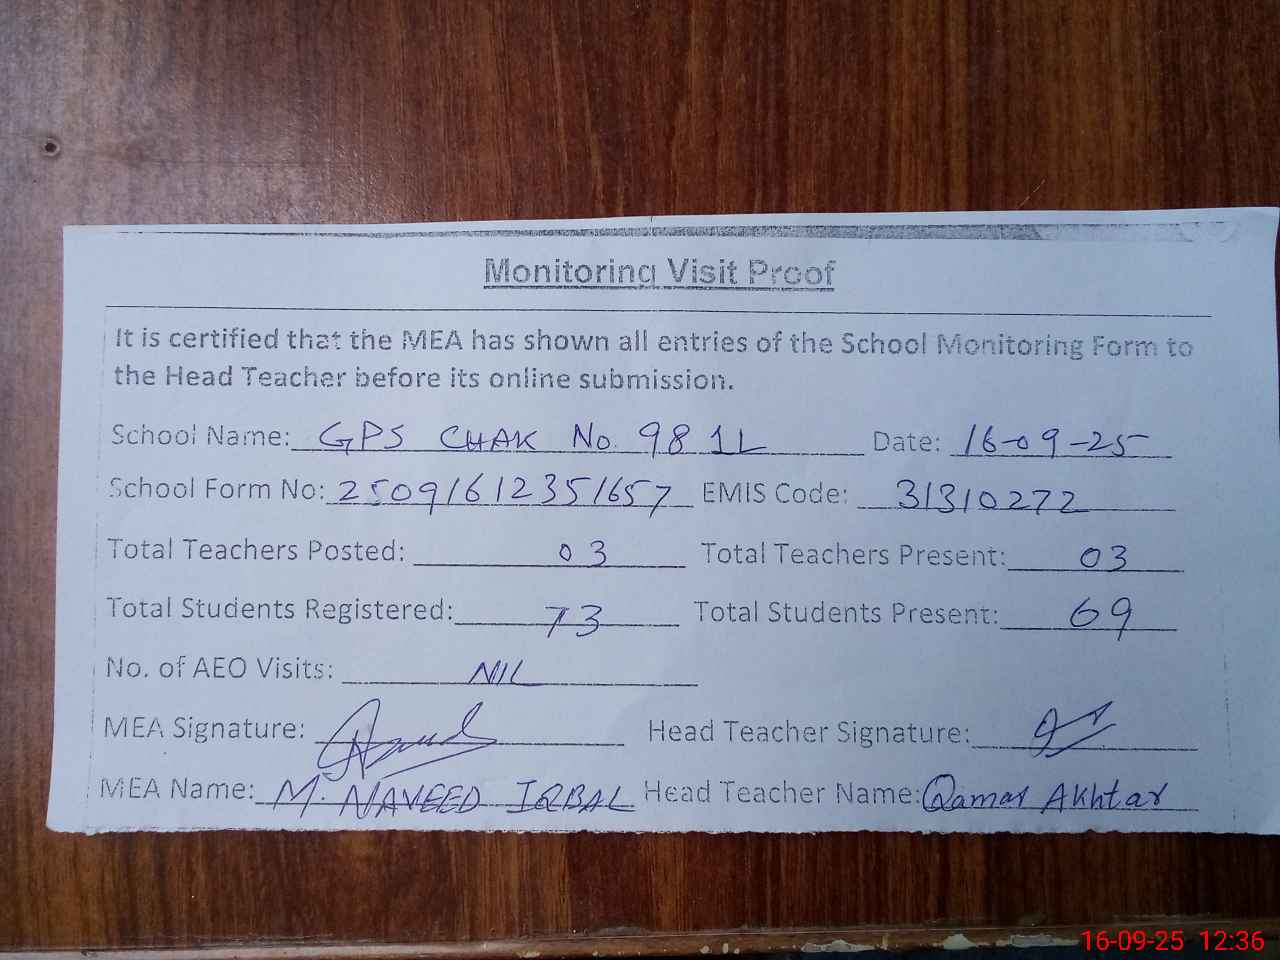 Monitoring Visit Proof
It is certified that the MEA has shown all entries of the School Monitoring Form to
the Head Teacher before its online submission.
School Name: GPS CHAK No. 98 1L Date: 16-09-25
School Form No: 25091612351657 EMIS Code: 31310272
Total Teachers Posted: 03 Total Teachers Present: 03
Total Students Registered: 73 Total Students Present: 69
No. of AEO Visits: NIL
MEA Signature: Head Teacher Signature:
MEA Name: M. NAVEED IQBAL Head Teacher Name: Qamar Akhtar
16-09-25 12:36